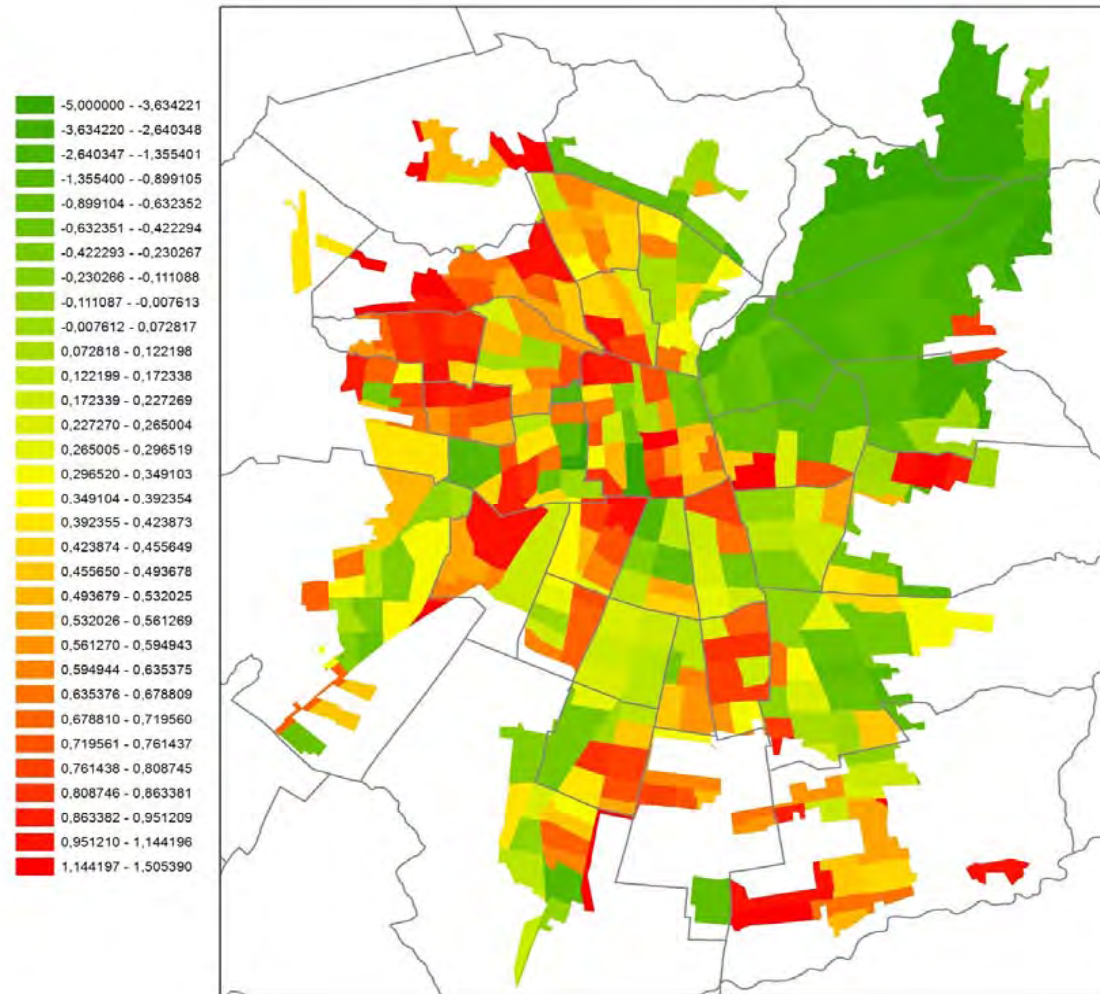 -5,000000 - -3,634221
-3,634220 - -2,640348
-2,640347 - -1,355401
-1,355400 - -0,899105
-0,899104 - -0,632352
-0,632351 - -0,422294
-0,422293 - -0,230267
-0,230266 - -0,111088
-0,111087 - -0,007613
-0,007612 - 0,072817
0,072818 - 0,122198
0,122199 - 0,172338
0,172339 - 0,227269
0,227270 - 0,265004
0,265005 - 0,296519
0,296520 - 0,349103
0,349104 - 0,392354
0,392355 - 0,423873
0,423874 - 0,455649
0,455650 - 0,493678
0,493679 - 0,532025
0,532026 - 0,561269
0,561270 - 0,594943
0,594944 - 0,635375
0,635376 - 0,678809
0,678810 - 0,719560
0,719561 - 0,761437
0,761438 - 0,808745
0,808746 - 0,863381
0,863382 - 0,951209
0,951210 - 1,144196
1,144197 - 1,505390